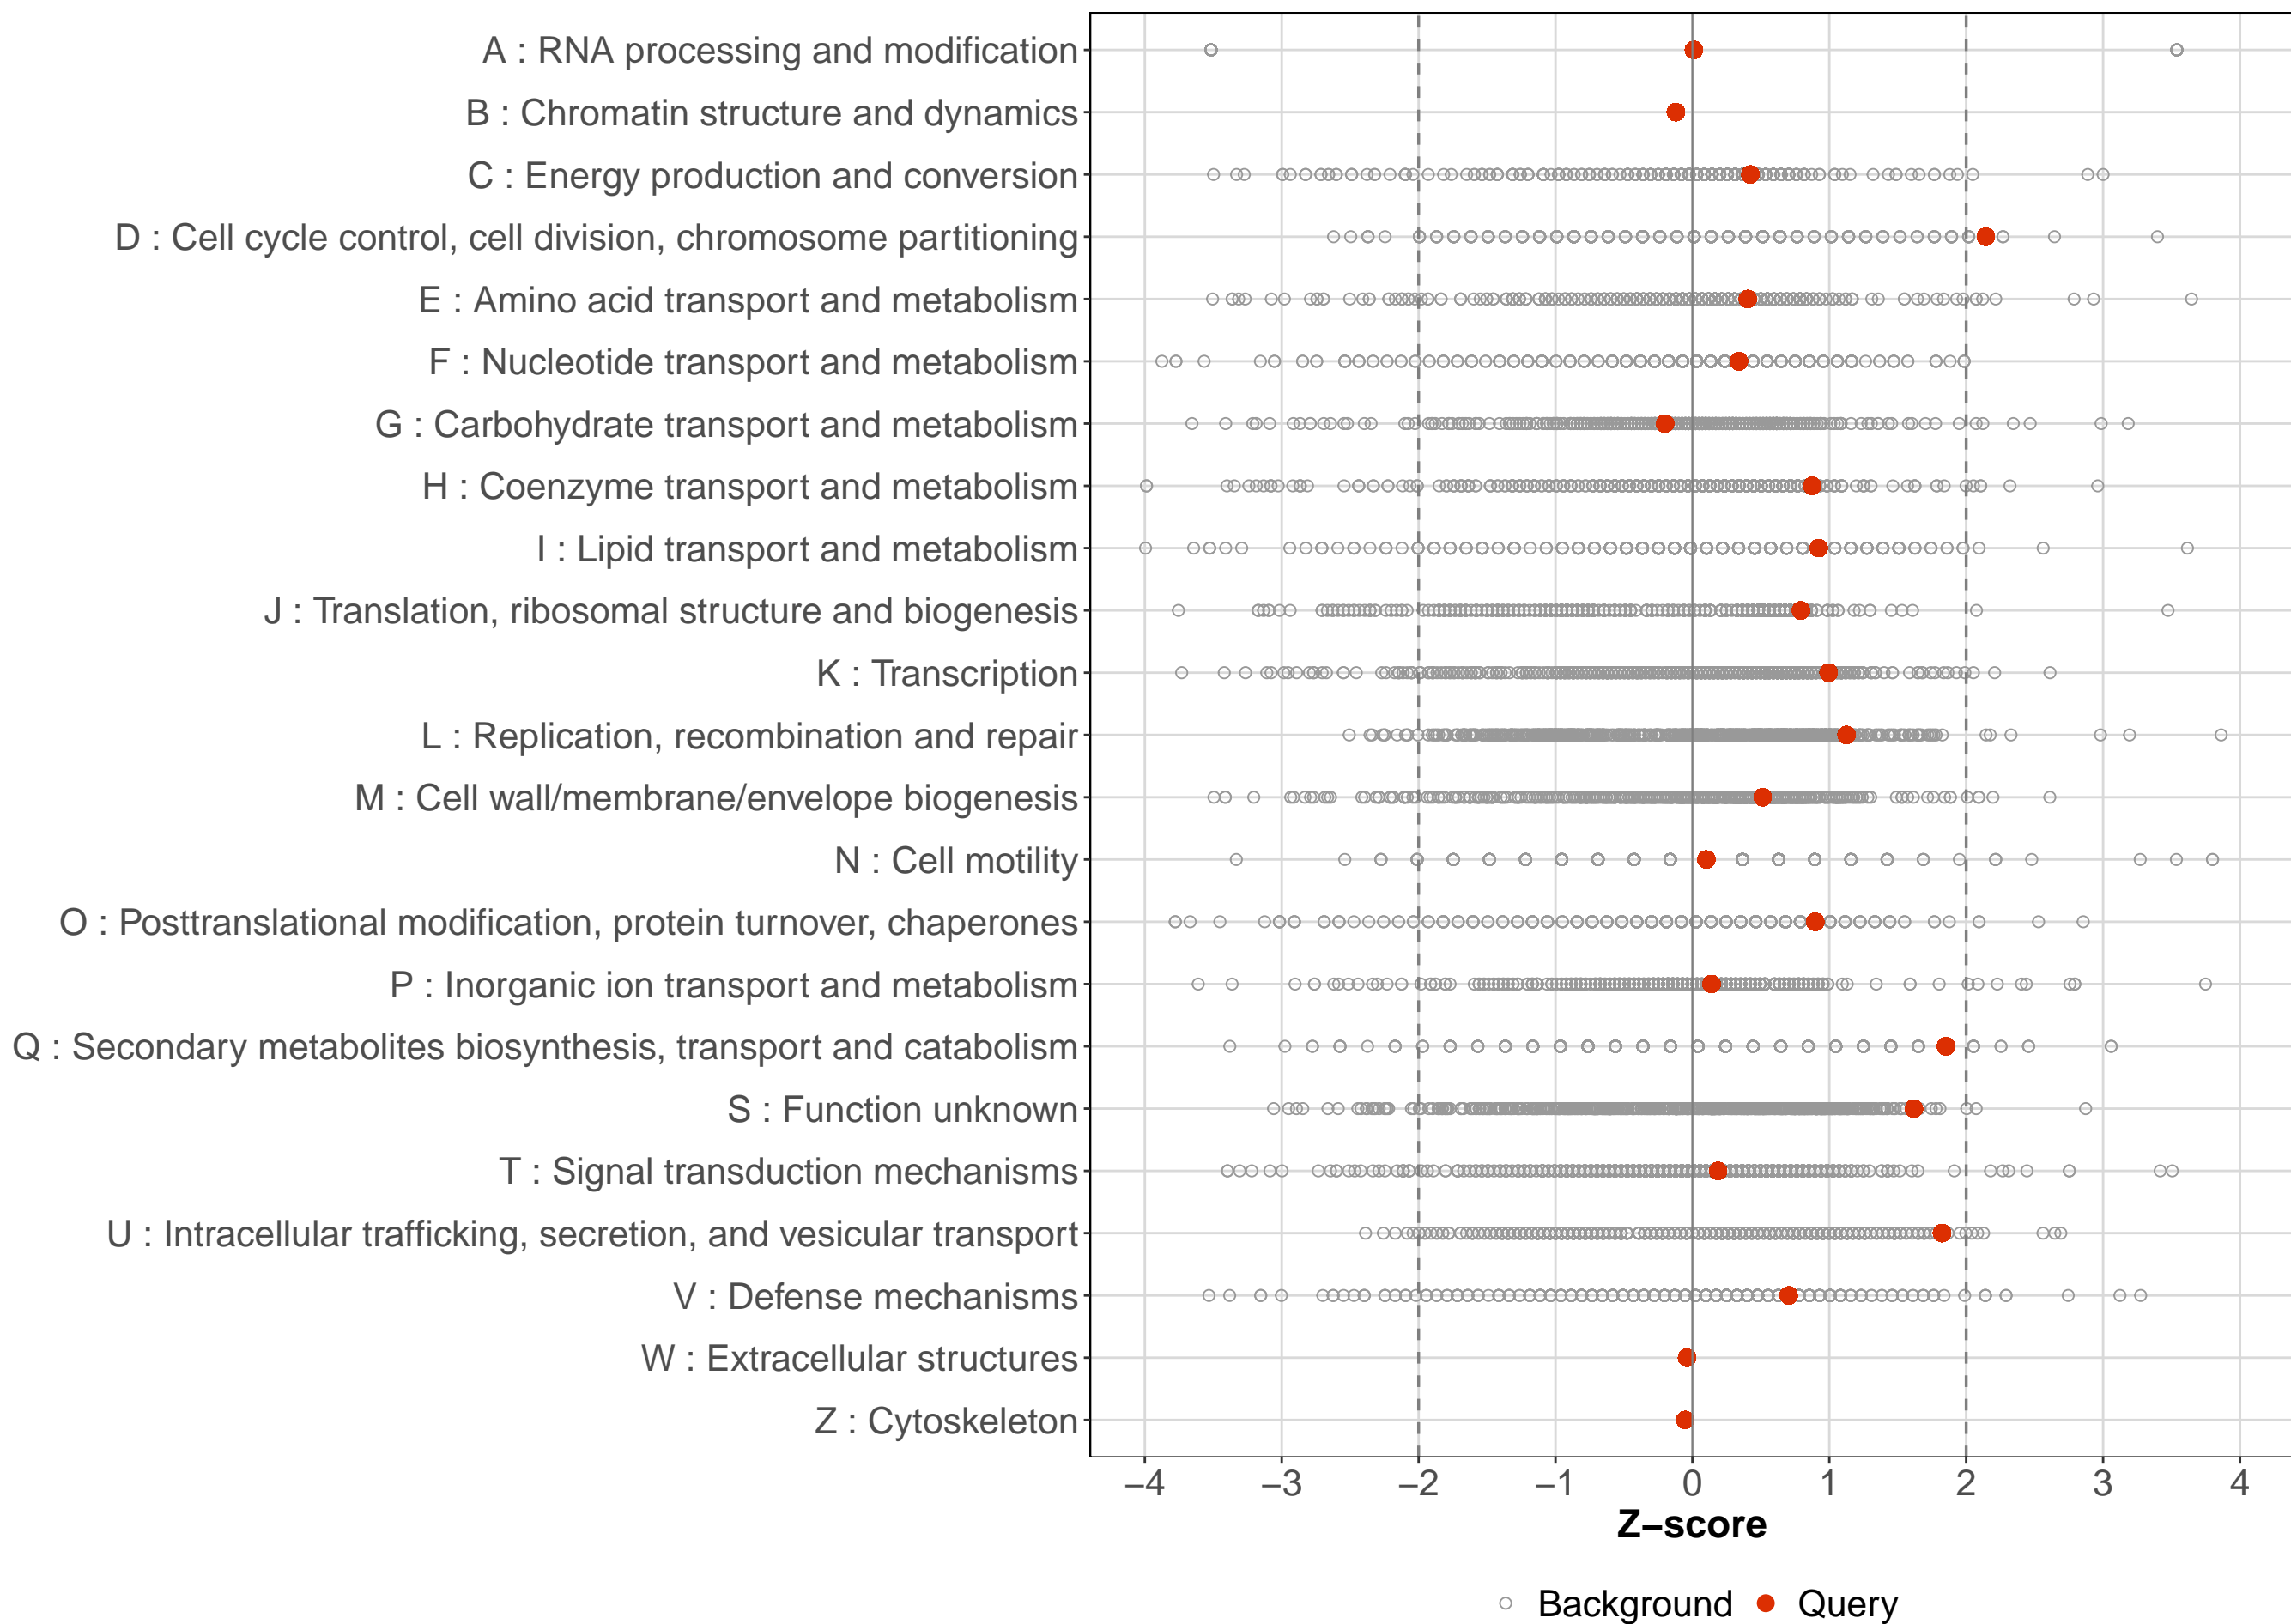 A : RNA processing and modification
B : Chromatin structure and dynamics
C : Energy production and conversion
D : Cell cycle control, cell division, chromosome partitioning
E : Amino acid transport and metabolism
F : Nucleotide transport and metabolism
G : Carbohydrate transport and metabolism
H : Coenzyme transport and metabolism
I : Lipid transport and metabolism
J : Translation, ribosomal structure and biogenesis
K : Transcription
L : Replication, recombination and repair
M : Cell wall/membrane/envelope biogenesis
N : Cell motility
O : Posttranslational modification, protein turnover, chaperones
P : Inorganic ion transport and metabolism
Q : Secondary metabolites biosynthesis, transport and catabolism
S : Function unknown
T : Signal transduction mechanisms
U : Intracellular trafficking, secretion, and vesicular transport
V : Defense mechanisms
W : Extracellular structures
Z : Cytoskeleton
−4 −3 −2 −1 0 1 2 3 4
Z−score
Background Query